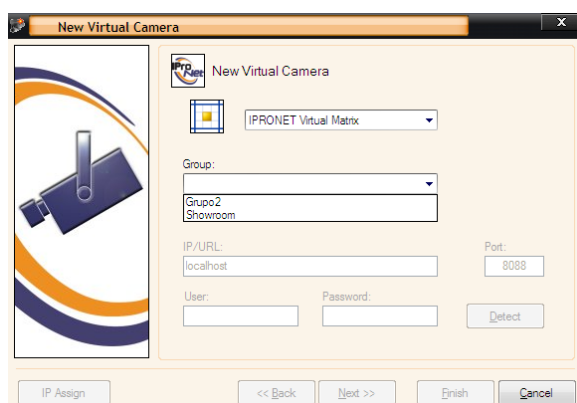 New Virtual Camera
X
IProNet New Virtual Camera
IPRONET Virtual Matrix
Group:
Grupo2
Showroom
IP/URL: Port:
localhost 8088
User: Password:
Detect
IP Assign << Back Next >> Finish Cancel